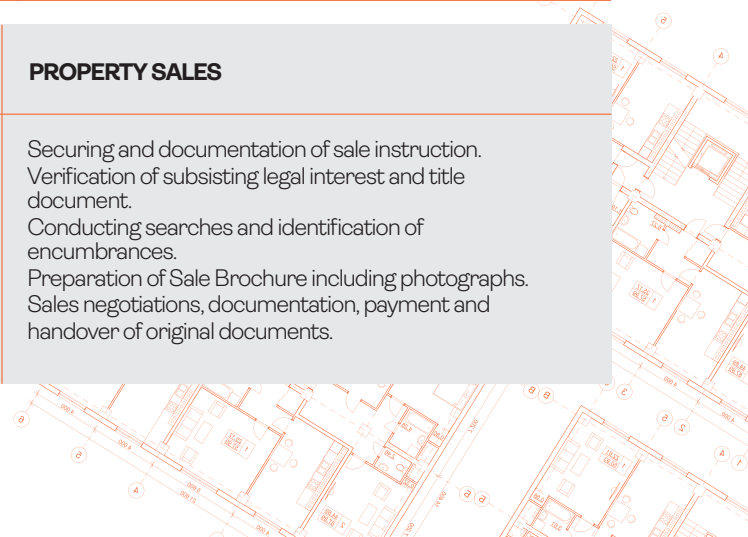 PROPERTY SALES
Securing and documentation of sale instruction.
Verification of subsisting legal interest and title
document.
Conducting searches and identification of
encumbrances.
Preparation of Sale Brochure including photographs.
Sales negotiations, documentation, payment and
handover of original documents.